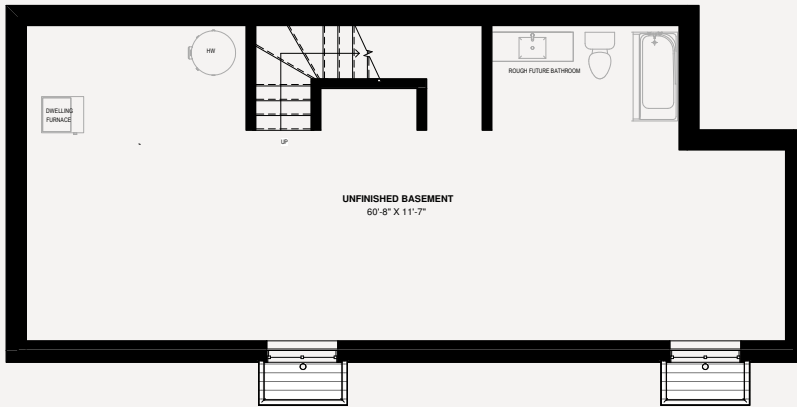 HW
ROUGH FUTURE BATHROOM
DWELLING
FURNACE
UP
UNFINISHED BASEMENT
60'-8" X 11'-7"